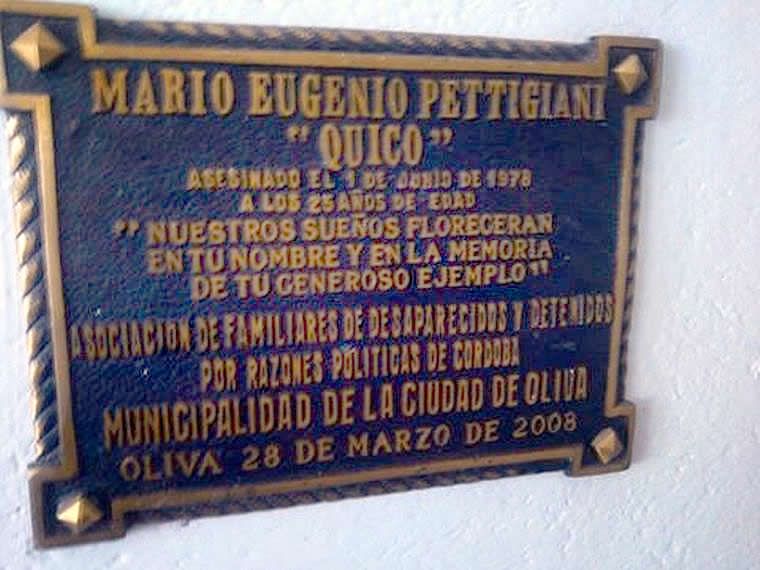 MARIO EUGENIO PETTIGIANI
"QUICO"
ASESINADO EL 1 DE JUNIO DE 1978
A LOS 25 AÑOS DE EDAD
"NUESTROS SUEÑOS FLORECERAN
EN TU NOMBRE Y EN LA MEMORIA
DE TU GENEROSO EJEMPLO"
ASOCIACION DE FAMILIARES DE DESAPARECIDOS Y DETENIDOS
POR RAZONES POLITICAS DE CORDOBA
MUNICIPALIDAD DE LA CIUDAD DE OLIVA
OLIVA 28 DE MARZO DE 2008